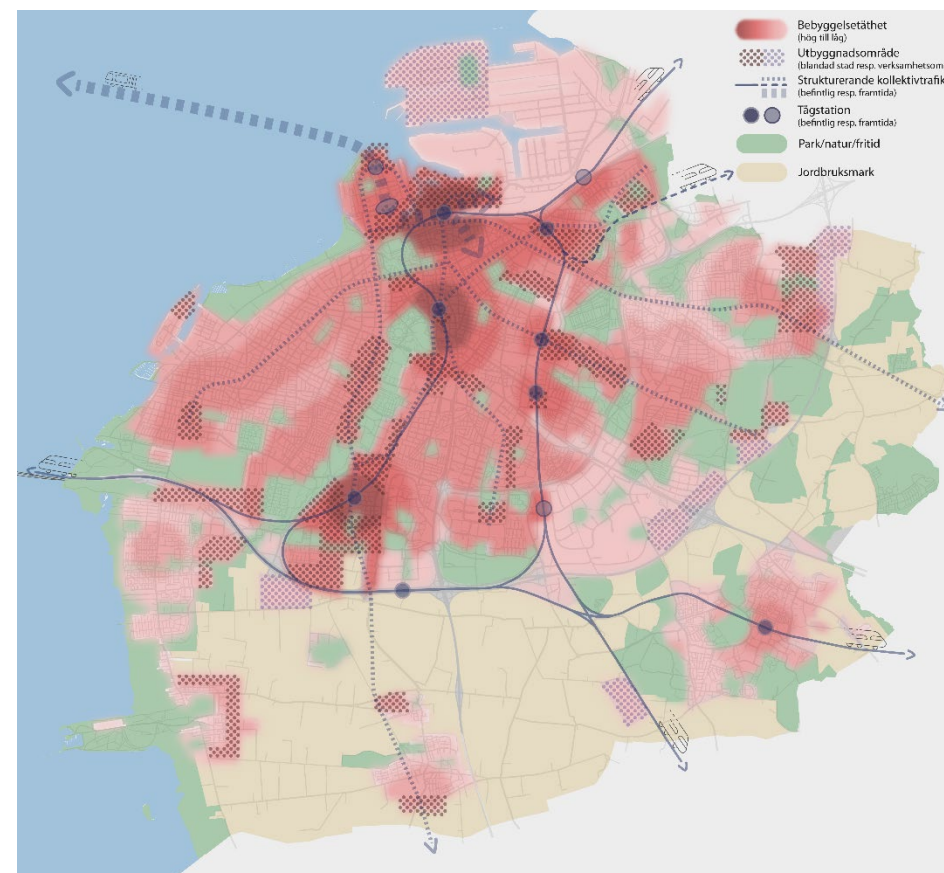 Bebyggelsetäthet
(hög till låg)
Utbyggnadsområde
(blandad stad resp. verksamhetsom
Strukturerande kollektivtrafik
(befintlig resp. framtida)
Tågstation
(befintlig resp. framtida)
Park/natur/fritid
Jordbruksmark